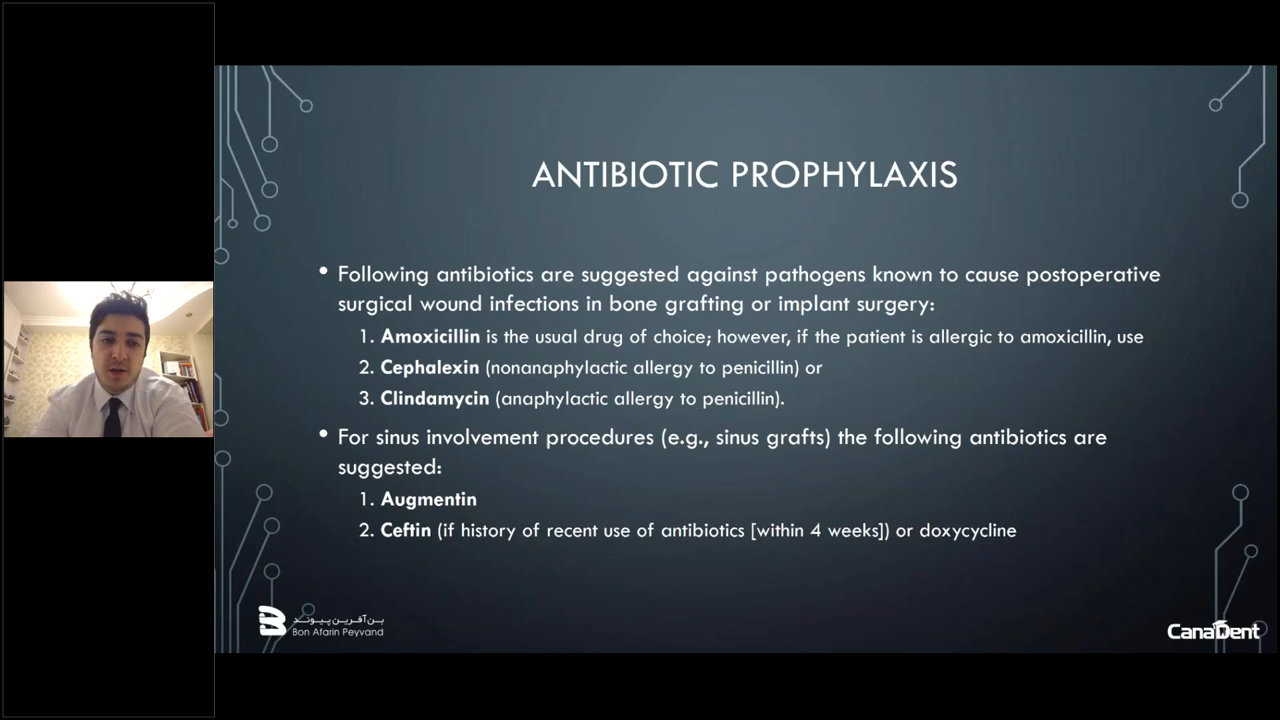 ANTIBIOTIC PROPHYLAXIS
• Following antibiotics are suggested against pathogens known to cause postoperative
surgical wound infections in bone grafting or implant surgery:
1. Amoxicillin is the usual drug of choice; however, if the patient is allergic to amoxicillin, use
2. Cephalexin (nonanaphylactic allergy to penicillin) or
3. Clindamycin (anaphylactic allergy to penicillin).
• For sinus involvement procedures (e.g., sinus grafts) the following antibiotics are
suggested:
1. Augmentin
2. Ceftin (if history of recent use of antibiotics [within 4 weeks]) or doxycycline
بن‌آفرین‌پیوند
Bon Afarin Peyvand
CanaDent